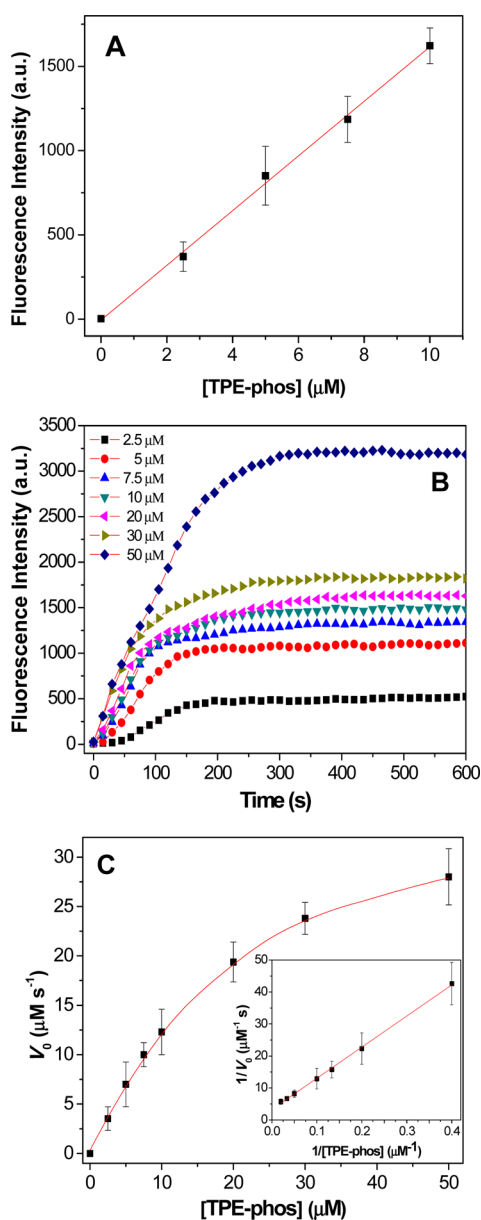 A
Fluorescence Intensity (a.u.)
1500
1000
500
0
0 2 4 6 8 10
[TPE-phos] (μM)
B
Fluorescence Intensity (a.u.)
3500
3000
2500
2000
1500
1000
500
0
2.5 μM
5 μM
7.5 μM
10 μM
20 μM
30 μM
50 μM
0 100 200 300 400 500 600
Time (s)
C
V0 (μM s-1)
30
25
20
15
10
5
0
0 10 20 30 40 50
[TPE-phos] (μM)
1/V0 (μM-1 s)
50
40
30
20
10
0
0.0 0.1 0.2 0.3 0.4
1/[TPE-phos] (μM-1)